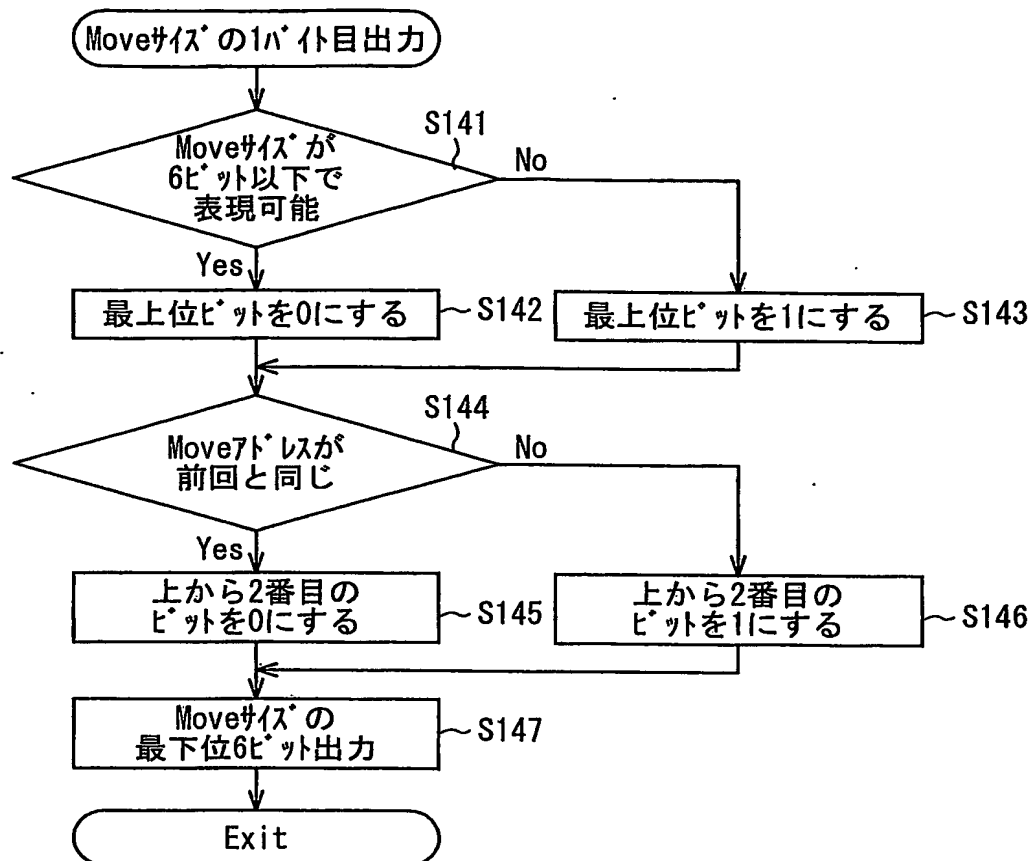 Moveｻｲｽﾞの1ﾊﾞｲﾄ目出力
S141
Moveｻｲｽﾞが
6ﾋﾞｯﾄ以下で
表現可能
No
Yes
最上位ﾋﾞｯﾄを0にする
S142
最上位ﾋﾞｯﾄを1にする
S143
S144
Moveｱﾄﾞﾚｽが
前回と同じ
No
Yes
上から2番目の
ﾋﾞｯﾄを0にする
S145
上から2番目の
ﾋﾞｯﾄを1にする
S146
Moveｻｲｽﾞの
最下位6ﾋﾞｯﾄ出力
S147
Exit